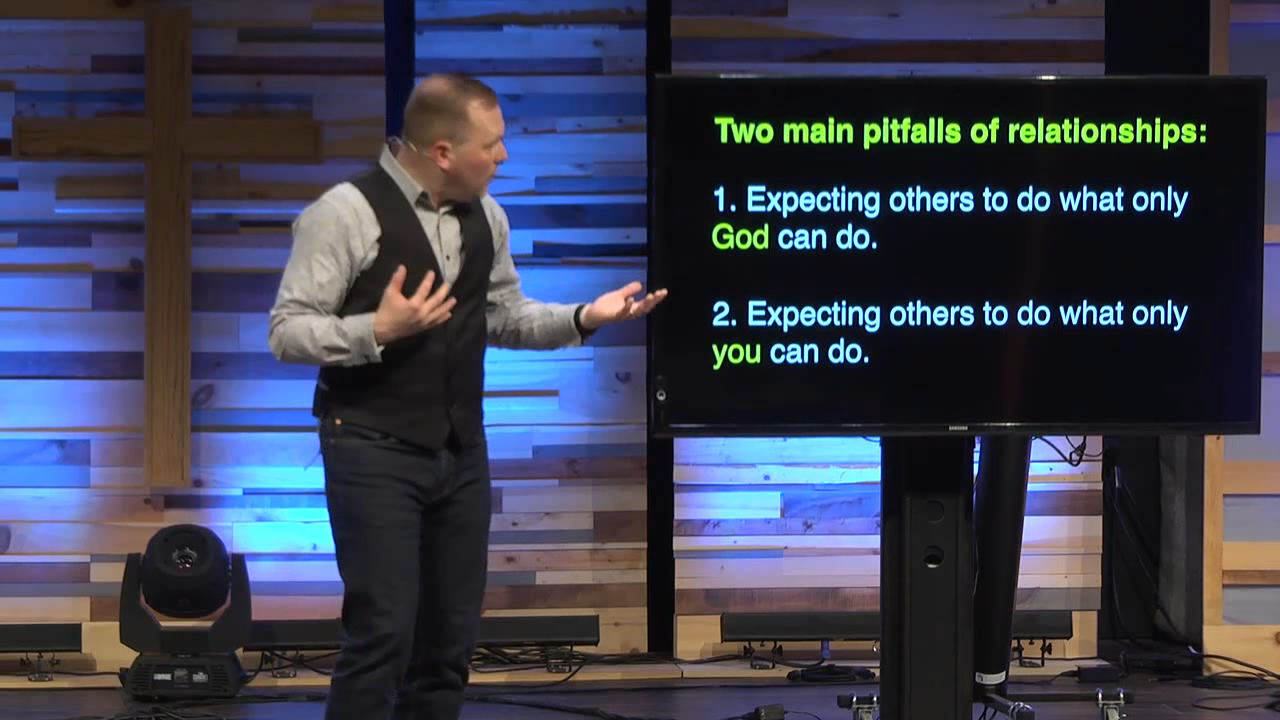 Two main pitfalls of relationships:
1. Expecting others to do what only
God can do.
2. Expecting others to do what only
you can do.
SAMSUNG